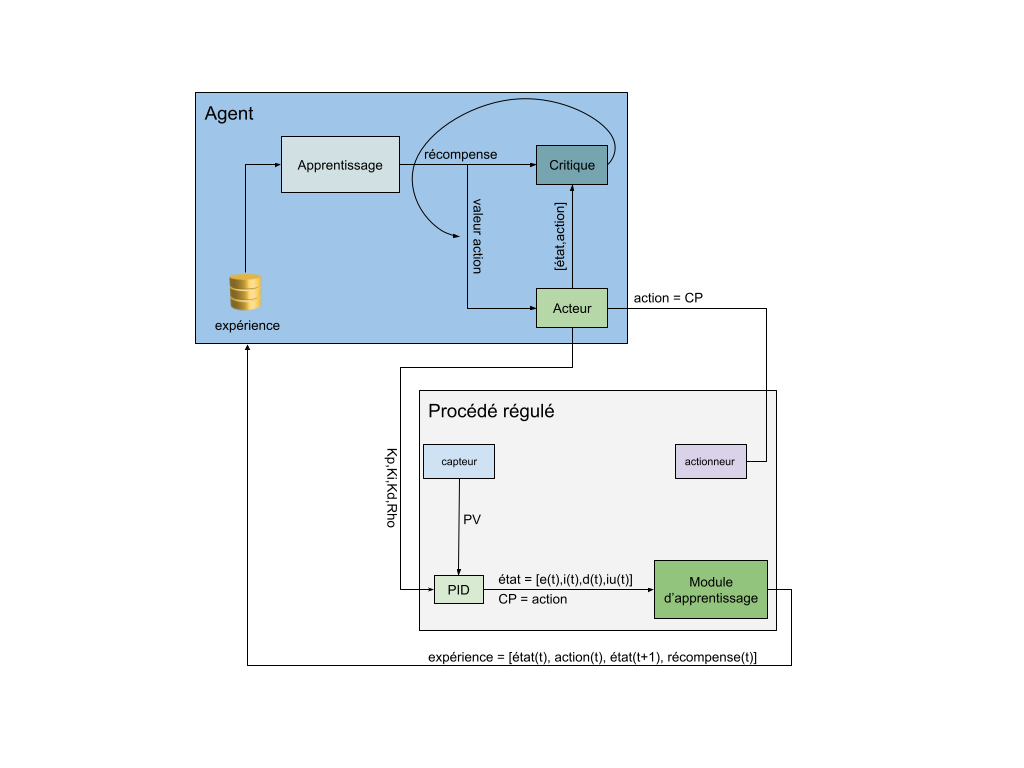 Agent
Apprentissage
récompense
Critique
valeur action
[état,action]
expérience
Acteur
action = CP
Procédé régulé
Kp,Ki,Kd,Rho
capteur
actionneur
PV
PID
état = [e(t),i(t),d(t),iu(t)]
CP = action
Module
d'apprentissage
expérience = [état(t), action(t), état(t+1), récompense(t)]